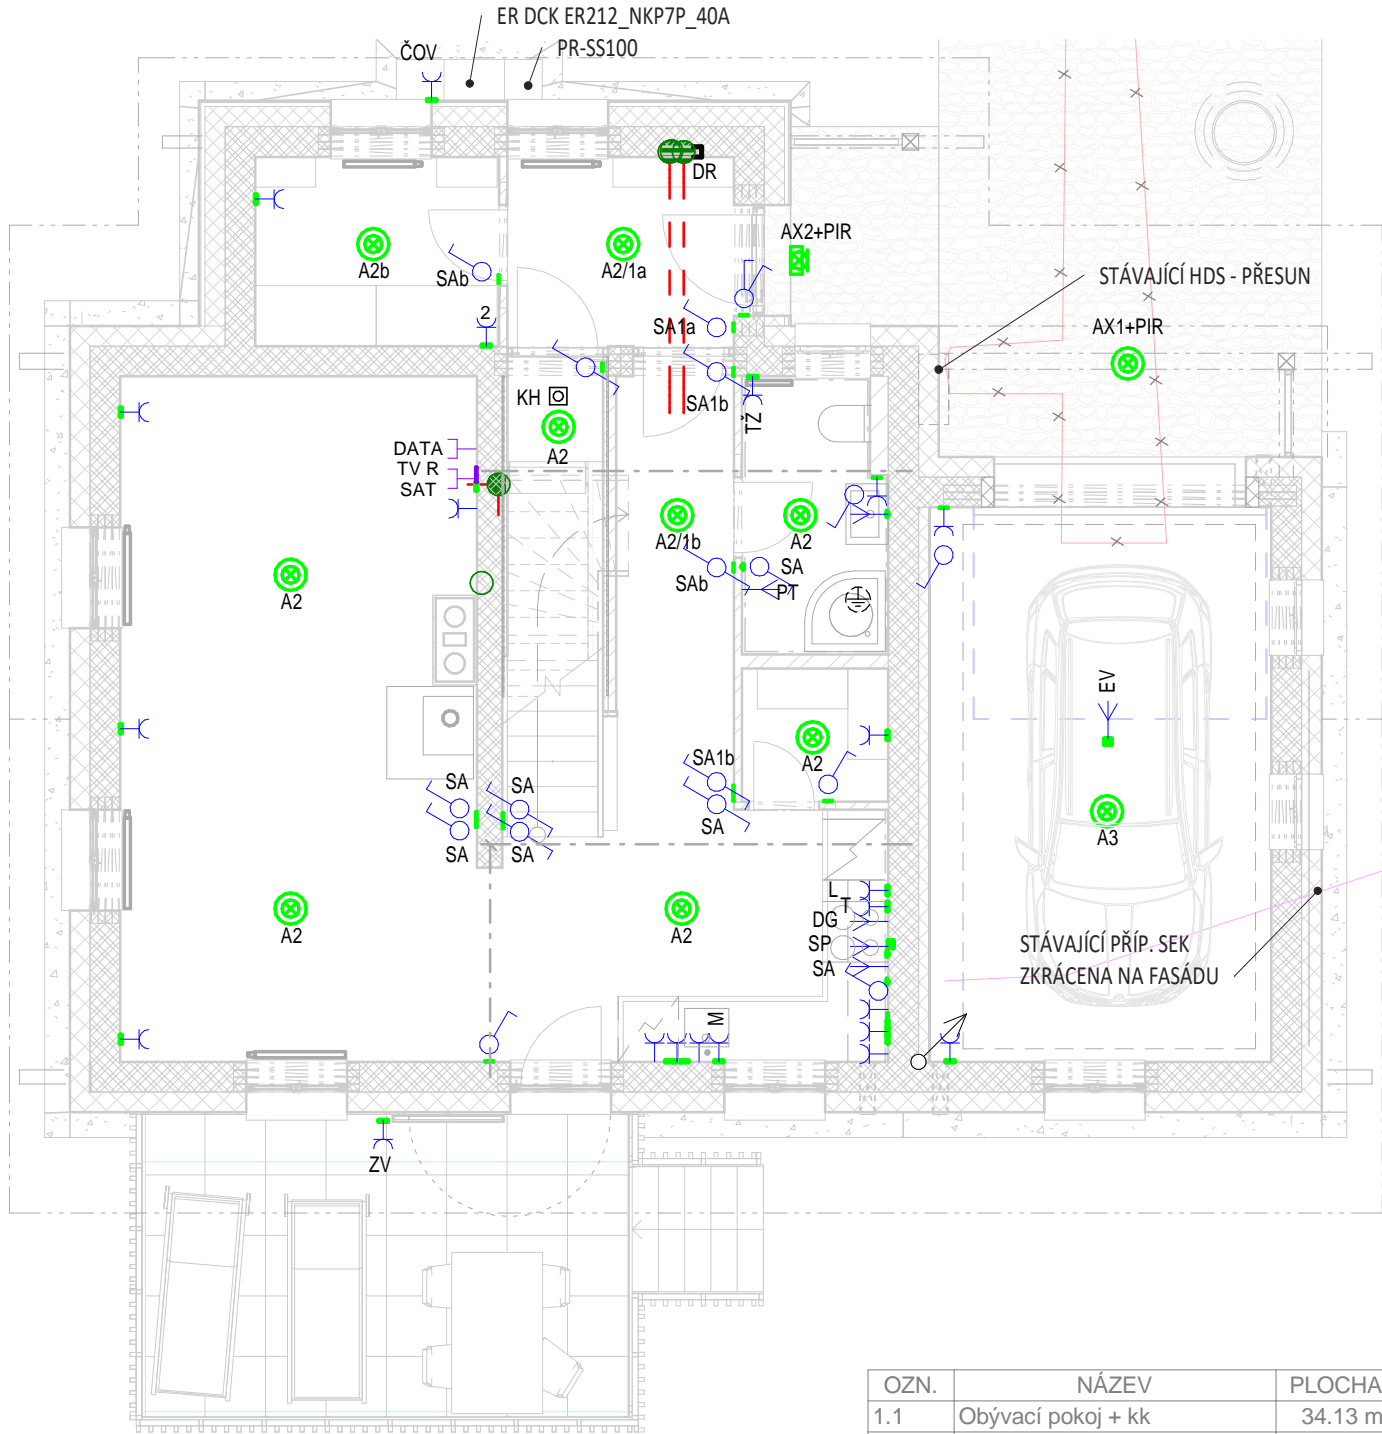 ER DCK ER212_NKP7P_40A
PR-SS100
ČOV
DR
AX2+PIR
A2b
SAb
A2/1a
STÁVAJÍCÍ HDS - PŘESUN
2
SA1a
AX1+PIR
KH
SA1b
TŽ
A2
DATA
TV R
SAT
A2/1b
A2
SAb
SA
PT
A2
EV
SA1b
A2
SA
SA
SA
SA
SA
A3
L
T
A2
A2
DG
SP
SA
STÁVAJÍCÍ PŘÍP. SEK
ZKRÁCENA NA FASÁDU
M
ZV
OZN. NÁZEV PLOCHA
1.1 Obývací pokoj + kk 34.13 m